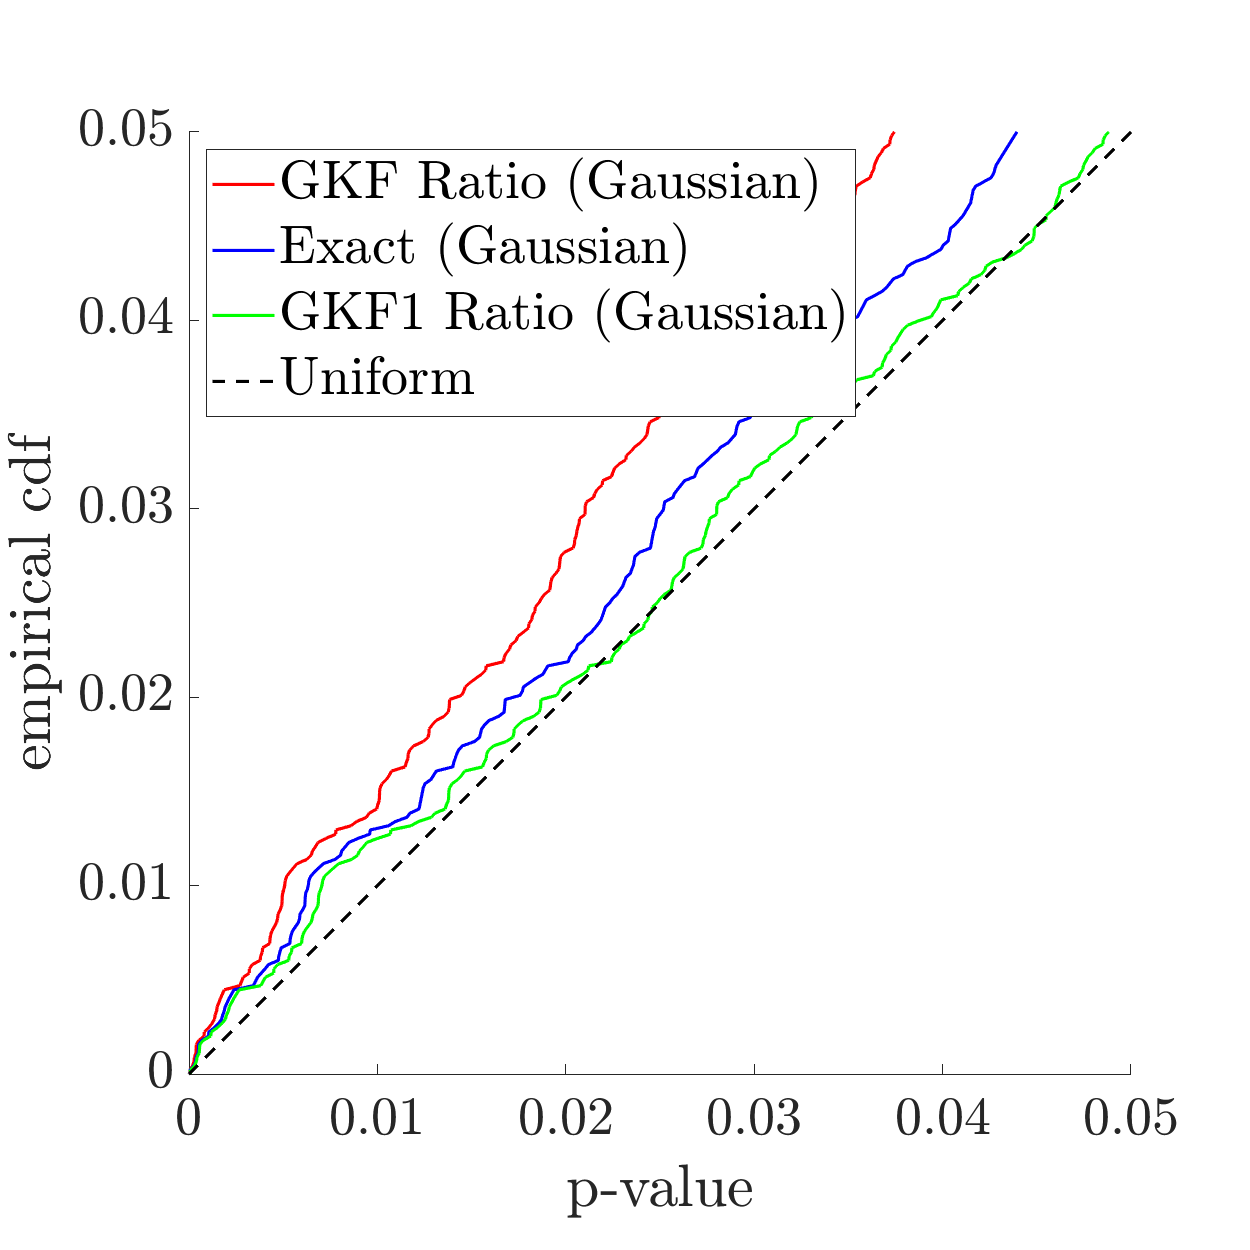 0.05
GKF Ratio (Gaussian)
Exact (Gaussian)
GKF1 Ratio (Gaussian)
Uniform
0.04
0.03
0.02
0.01
0
empirical cdf
0 0.01 0.02 0.03 0.04 0.05
p-value